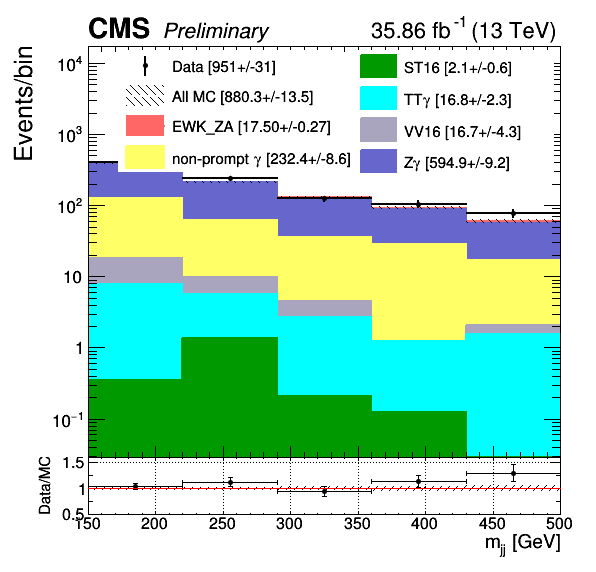 CMS Preliminary 35.86 fb⁻¹ (13 TeV)
Events/bin
10⁴
10³
10²
10
1
10⁻¹
Data [951+/-31]
All MC [880.3+/-13.5]
EWK_ZA [17.50+/-0.27]
non-prompt γ [232.4+/-8.6]
ST16 [2.1+/-0.6]
TTγ [16.8+/-2.3]
VV16 [16.7+/-4.3]
Zγ [594.9+/-9.2]
Data/MC
1.5
1
0.5
150 200 250 300 350 400 450 500
m_jj [GeV]